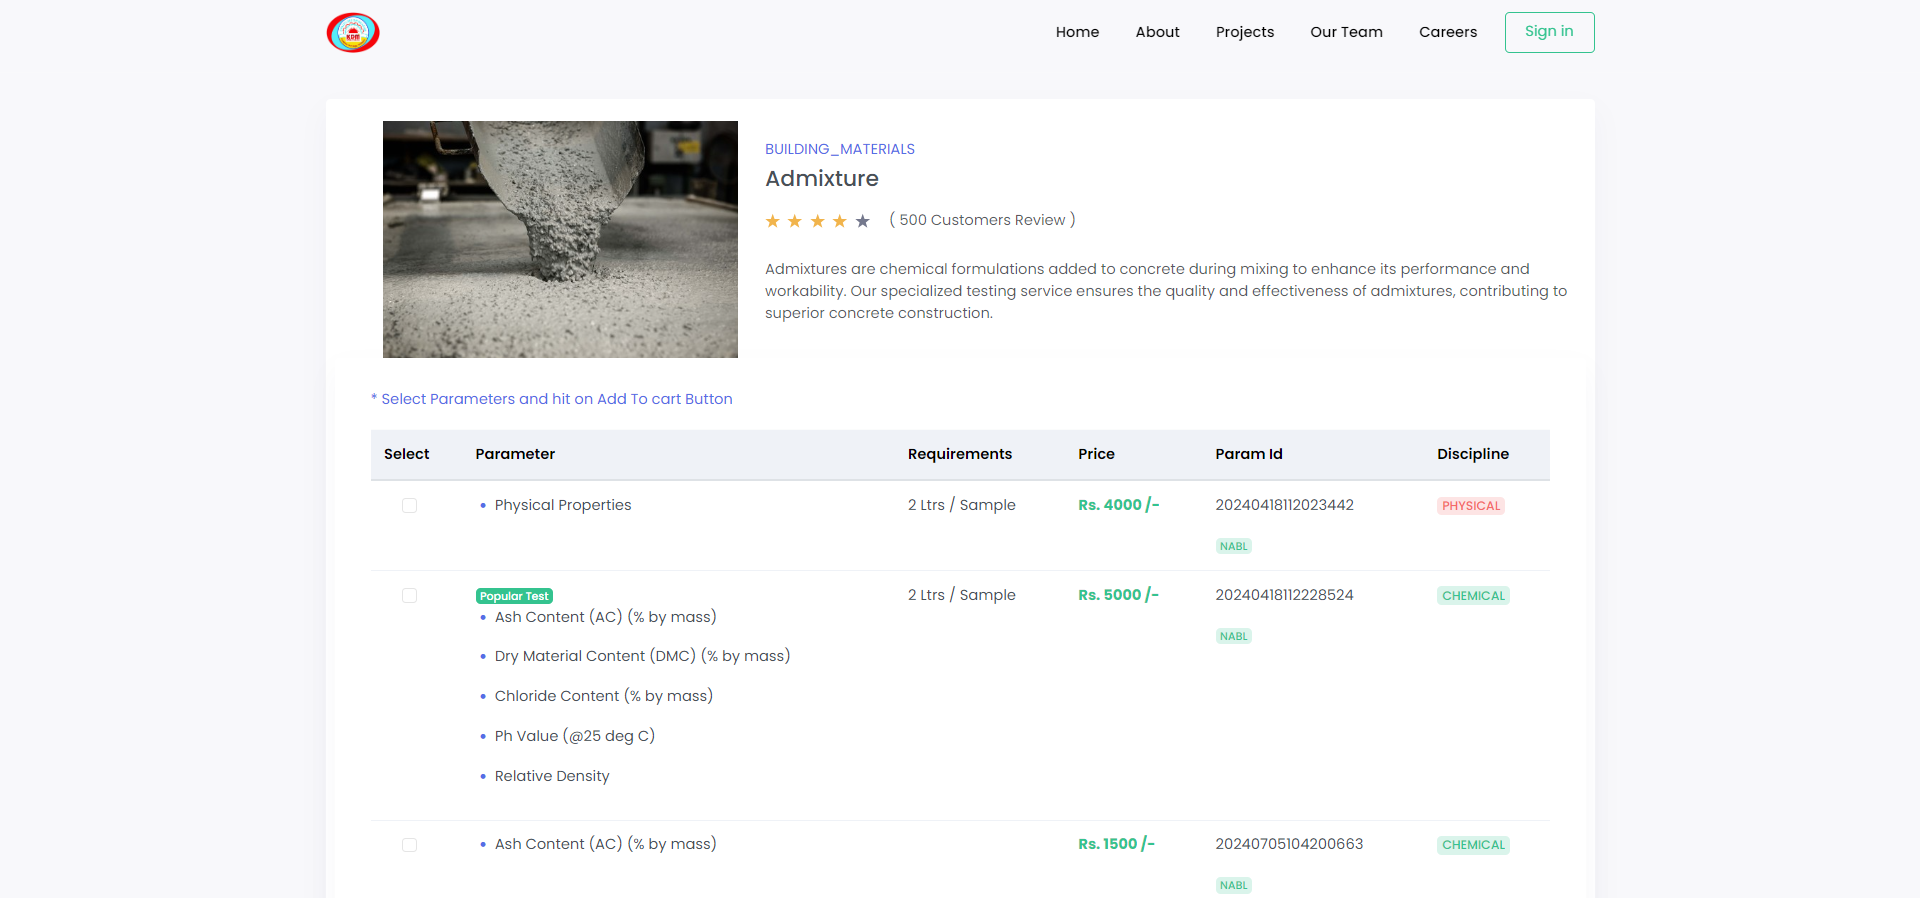 KDM
Home About Projects Our Team Careers Sign in
BUILDING_MATERIALS
Admixture
( 500 Customers Review )
Admixtures are chemical formulations added to concrete during mixing to enhance its performance and
workability. Our specialized testing service ensures the quality and effectiveness of admixtures, contributing to
superior concrete construction.
* Select Parameters and hit on Add To cart Button
Select Parameter Requirements Price Param Id Discipline
Physical Properties 2 Ltrs / Sample Rs. 4000 /- 20240418112023442 PHYSICAL
NABL
Popular Test 2 Ltrs / Sample Rs. 5000 /- 20240418112228524 CHEMICAL
Ash Content (AC) (% by mass)
NABL
Dry Material Content (DMC) (% by mass)
Chloride Content (% by mass)
Ph Value (@25 deg C)
Relative Density
Ash Content (AC) (% by mass) Rs. 1500 /- 20240705104200663 CHEMICAL
NABL